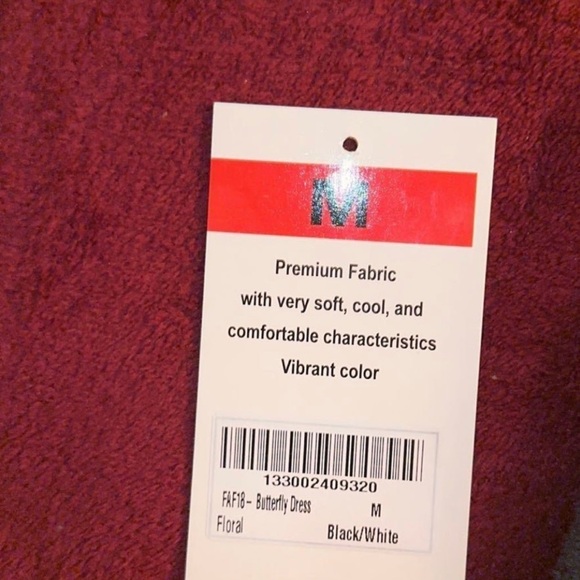 M
Premium Fabric
with very soft, cool, and
comfortable characteristics
Vibrant color
133002409320
FAF18- Butterfly Dress M
Floral Black/White